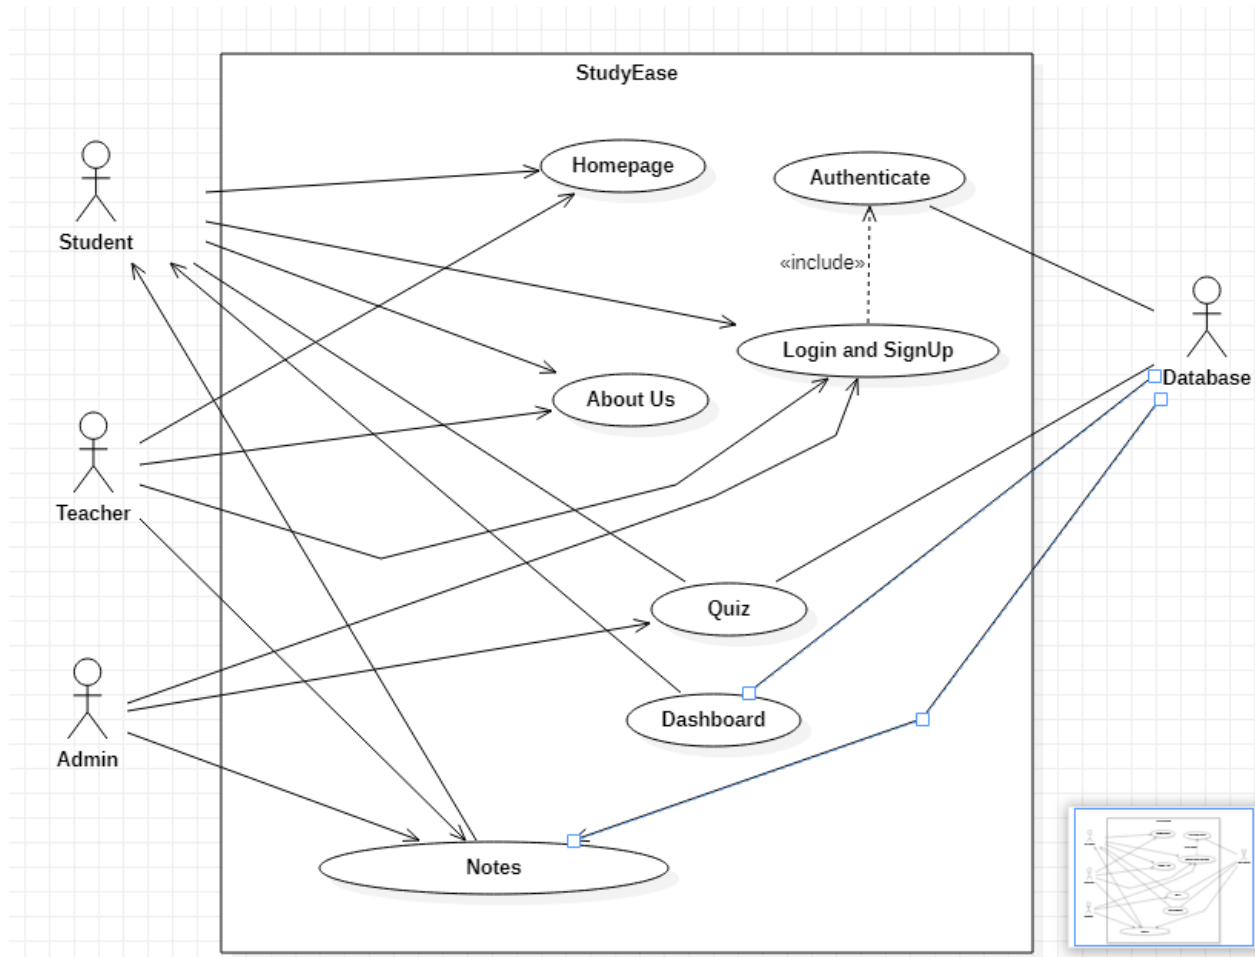 StudyEase
Homepage
Authenticate
Student
«include»
Login and SignUp
Database
About Us
Teacher
Quiz
Dashboard
Admin
Notes